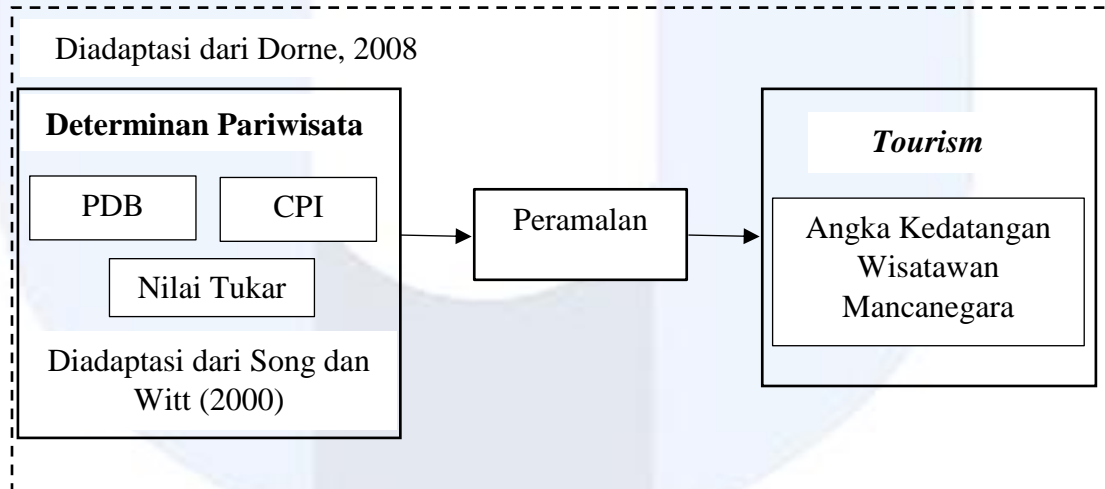 Diadaptasi dari Dorne, 2008
Determinan Pariwisata
PDB
CPI
Nilai Tukar
Diadaptasi dari Song dan
Witt (2000)
Peramalan
Tourism
Angka Kedatangan
Wisatawan
Mancanegara